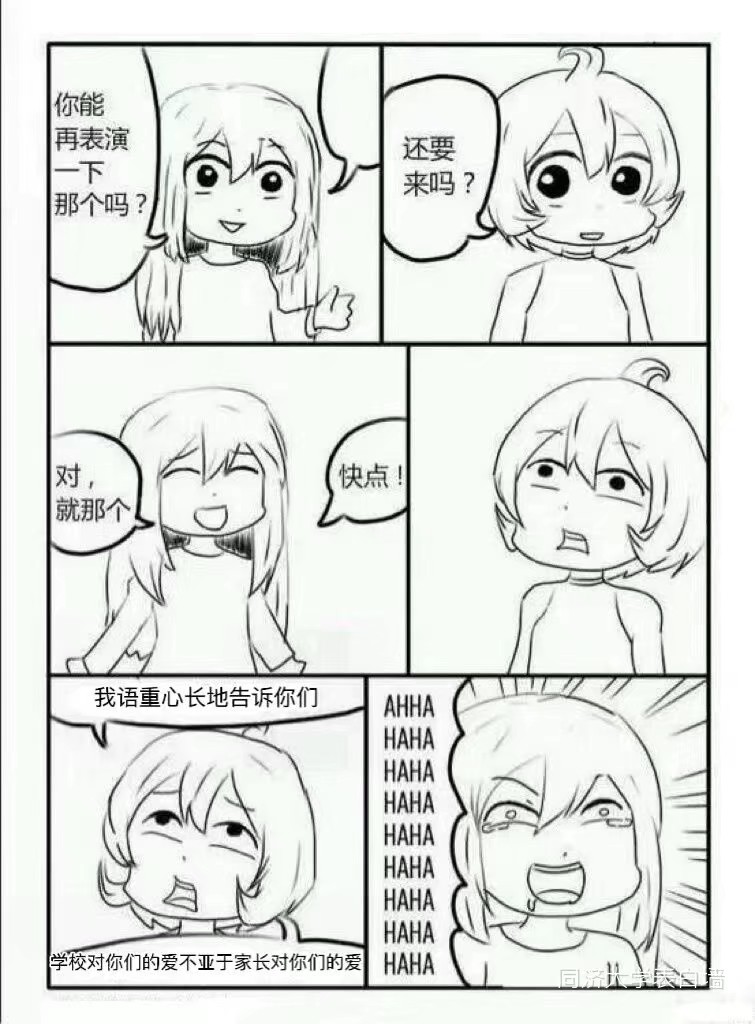 你能
再表演
一下
那个吗？
还要
来吗？
对，
就那个
快点！
我语重心长地告诉你们
学校对你们的爱不亚于家长对你们的爱
AHHA
HAHA
HAHA
HAHA
HAHA
HAHA
HAHA
HAHA
HAHA
同济大学表白墙